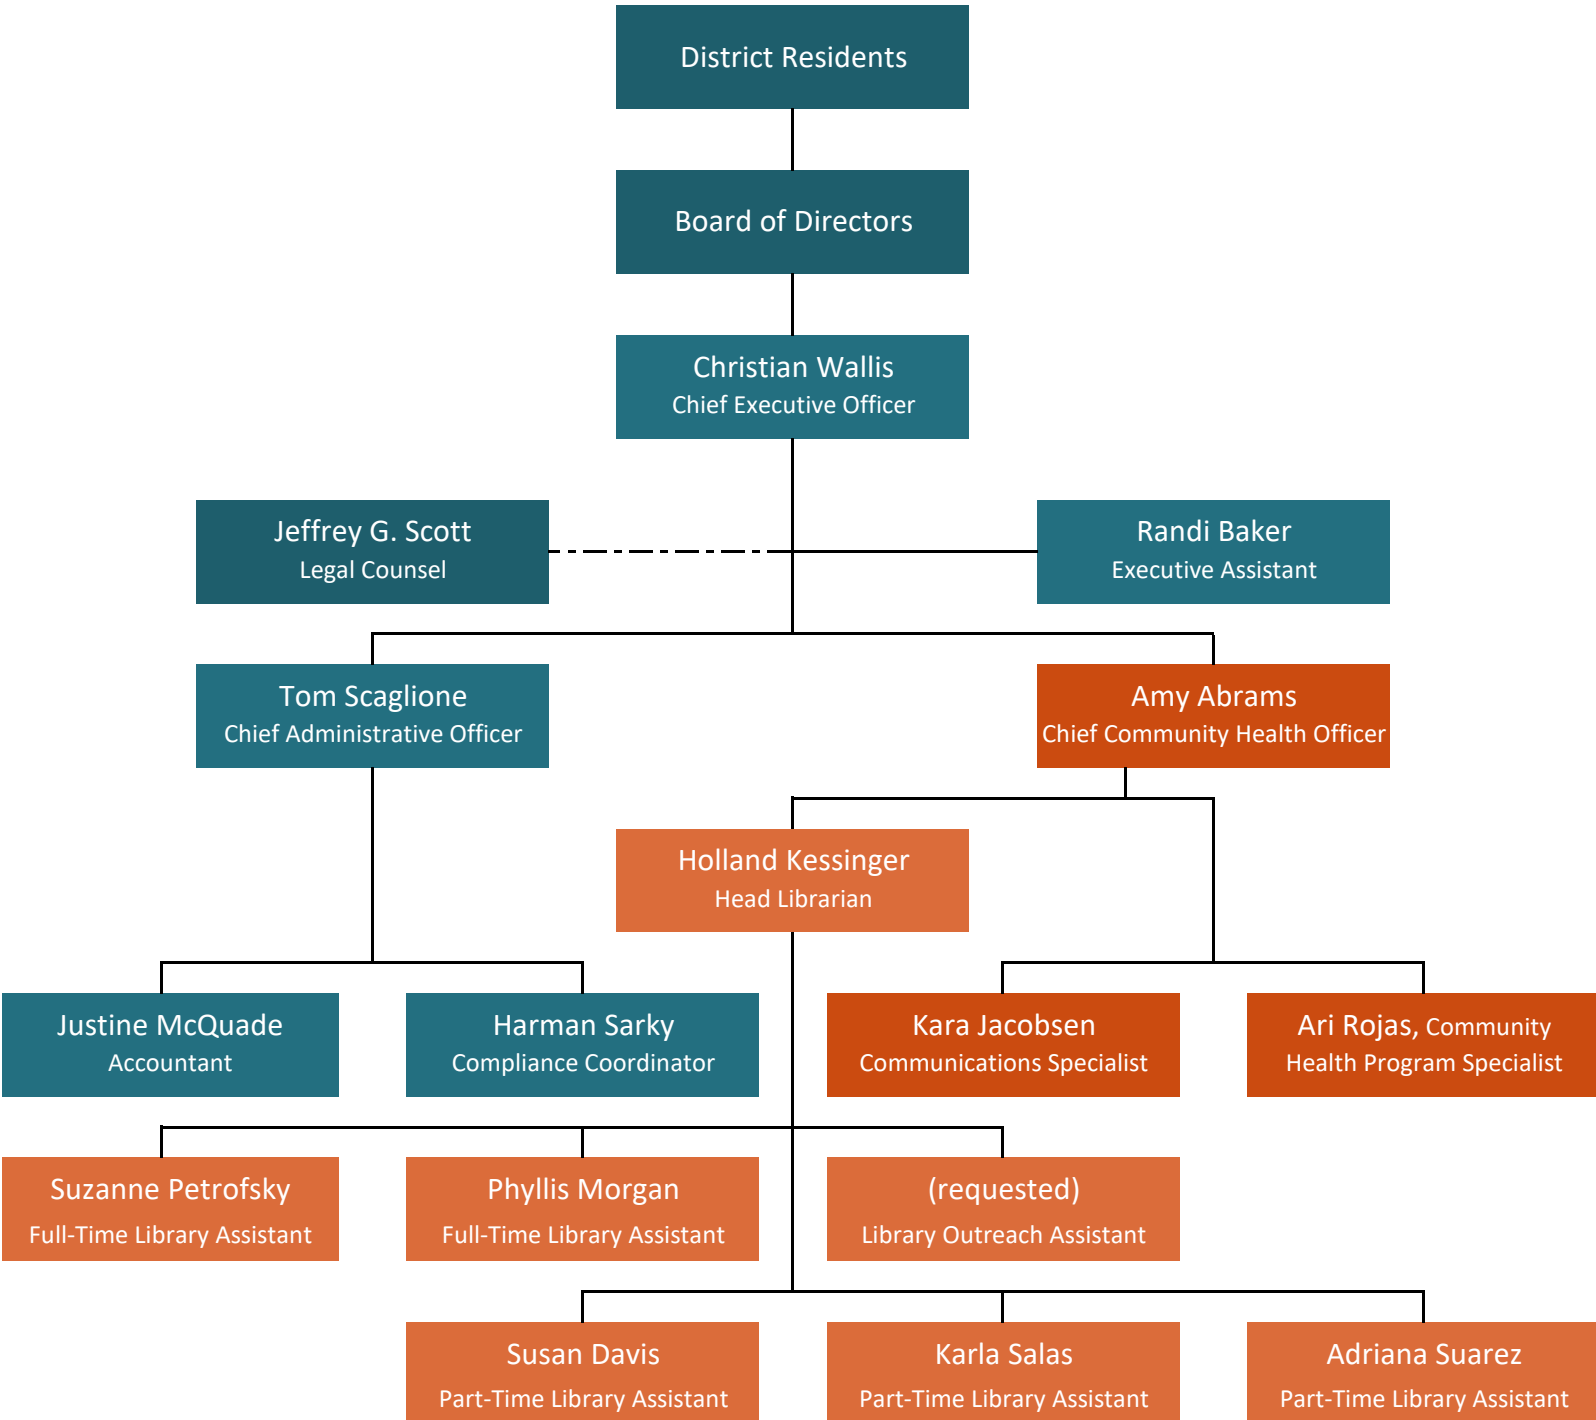 District Residents
Board of Directors
Christian Wallis
Chief Executive Officer
Jeffrey G. Scott
Legal Counsel
Randi Baker
Executive Assistant
Tom Scaglione
Chief Administrative Officer
Amy Abrams
Chief Community Health Officer
Holland Kessinger
Head Librarian
Justine McQuade
Accountant
Harman Sarky
Compliance Coordinator
Kara Jacobsen
Communications Specialist
Ari Rojas, Community
Health Program Specialist
Suzanne Petrofsky
Full-Time Library Assistant
Phyllis Morgan
Full-Time Library Assistant
(requested)
Library Outreach Assistant
Susan Davis
Part-Time Library Assistant
Karla Salas
Part-Time Library Assistant
Adriana Suarez
Part-Time Library Assistant